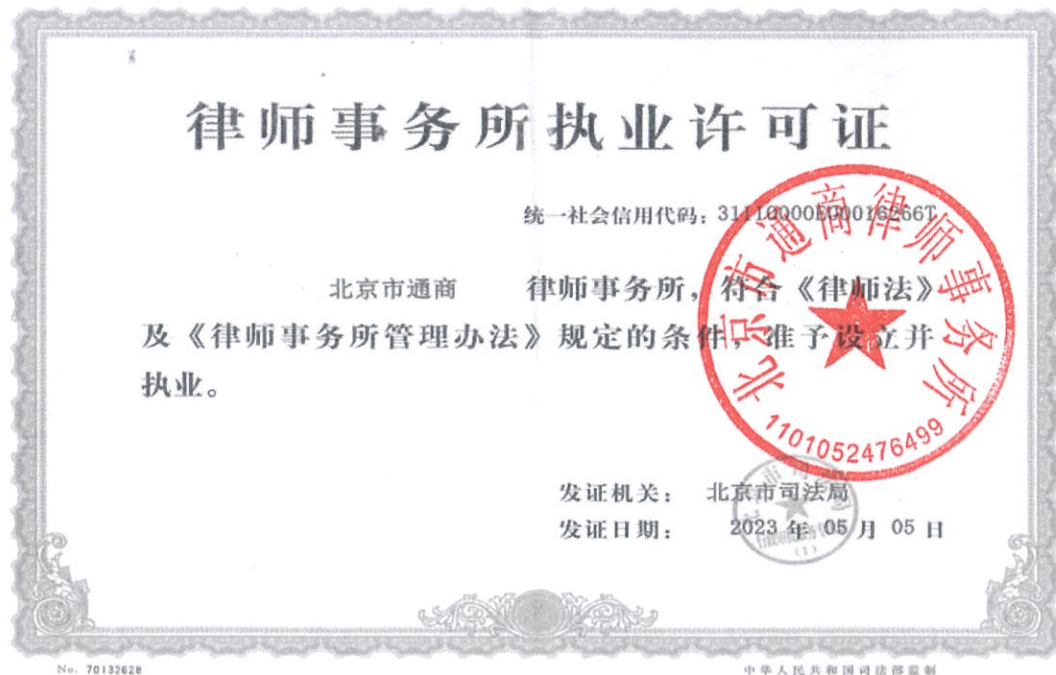 律师事务所执业许可证
统一社会信用代码：31110000E00016266T
北京市通商 律师事务所，符合《律师法》
及《律师事务所管理办法》规定的条件，准予设立并
执业。
北京市通商律师事务所
1101052476499
发证机关： 北京市司法局
发证日期： 2023 年 05 月 05 日
(1)
No. 70132628
中华人民共和国司法部监制